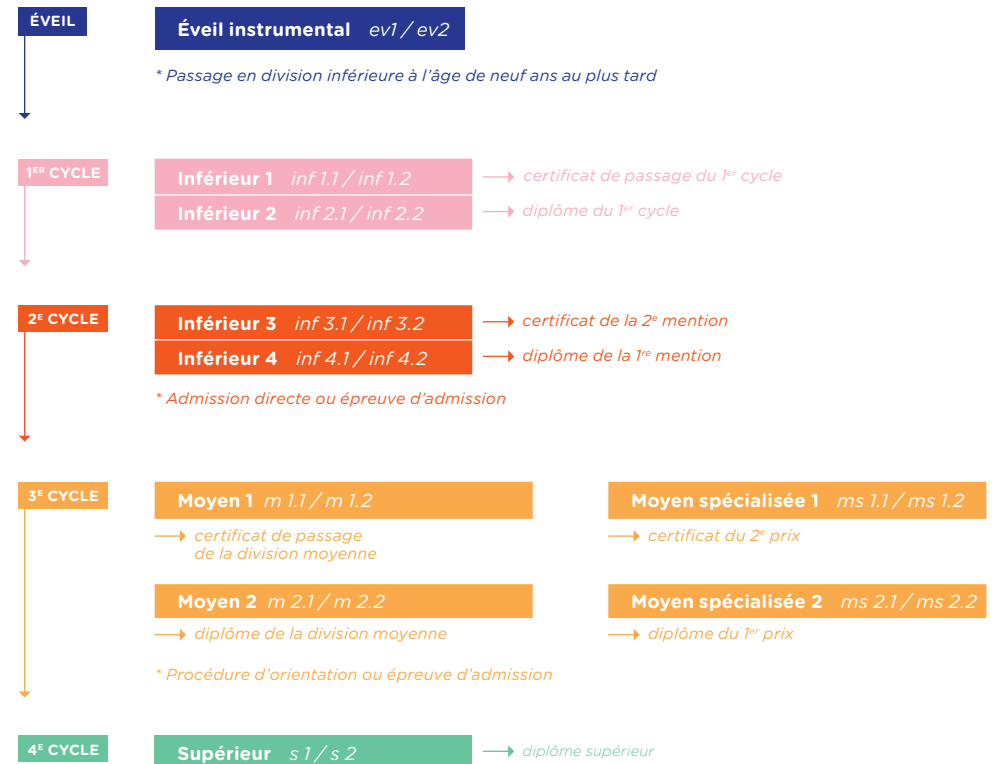 ÉVEIL
Éveil instrumental ev1 / ev2
* Passage en division inférieure à l'âge de neuf ans au plus tard
1ER CYCLE
Inférieur 1 inf 1.1 / inf 1.2
certificat de passage du 1er cycle
Inférieur 2 inf 2.1 / inf 2.2
diplôme du 1er cycle
2E CYCLE
Inférieur 3 inf 3.1 / inf 3.2
certificat de la 2e mention
Inférieur 4 inf 4.1 / inf 4.2
diplôme de la 1re mention
* Admission directe ou épreuve d'admission
3E CYCLE
Moyen 1 m 1.1 / m 1.2
certificat de passage
de la division moyenne
Moyen spécialisée 1 ms 1.1 / ms 1.2
certificat du 2e prix
Moyen 2 m 2.1 / m 2.2
diplôme de la division moyenne
Moyen spécialisée 2 ms 2.1 / ms 2.2
diplôme du 1er prix
* Procédure d'orientation ou épreuve d'admission
4E CYCLE
Supérieur s 1 / s 2
diplôme supérieur